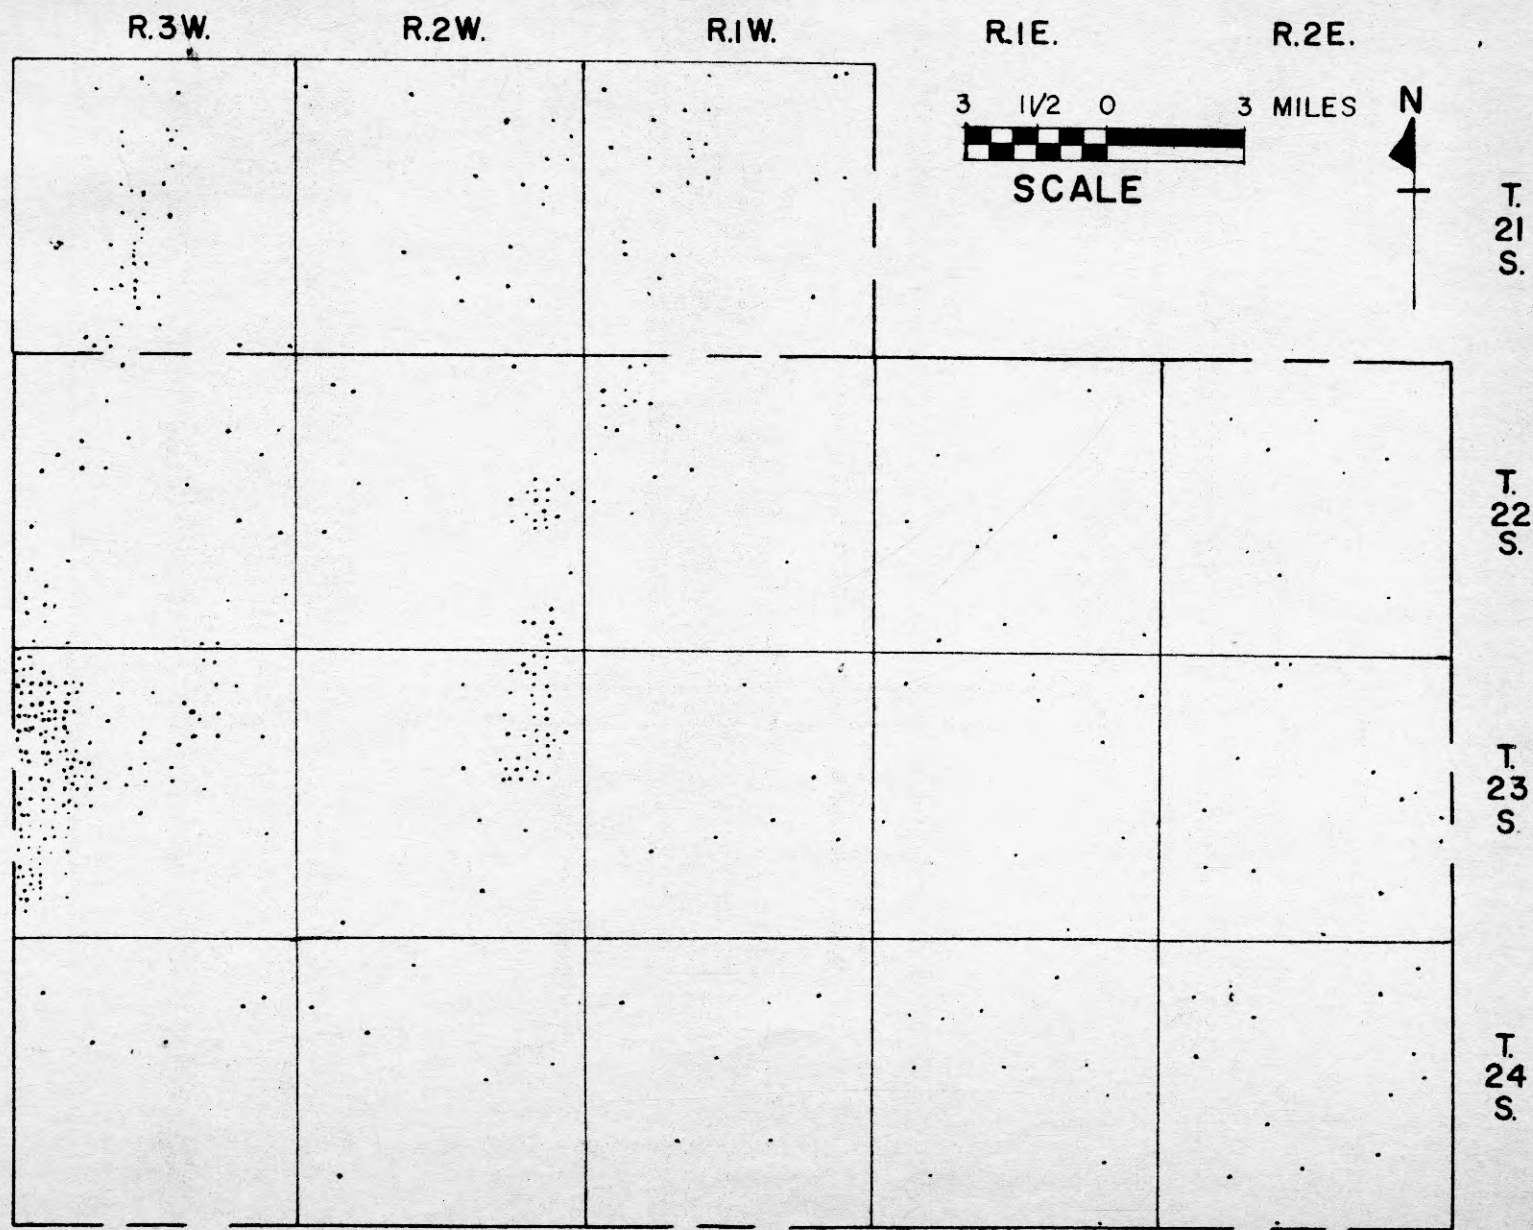 R.3W. R.2W. R.1W. R.1E. R.2E.
3 1 1/2 0 3 MILES N
SCALE
T.
21
S.
T.
22
S.
T.
23
S.
T.
24
S.